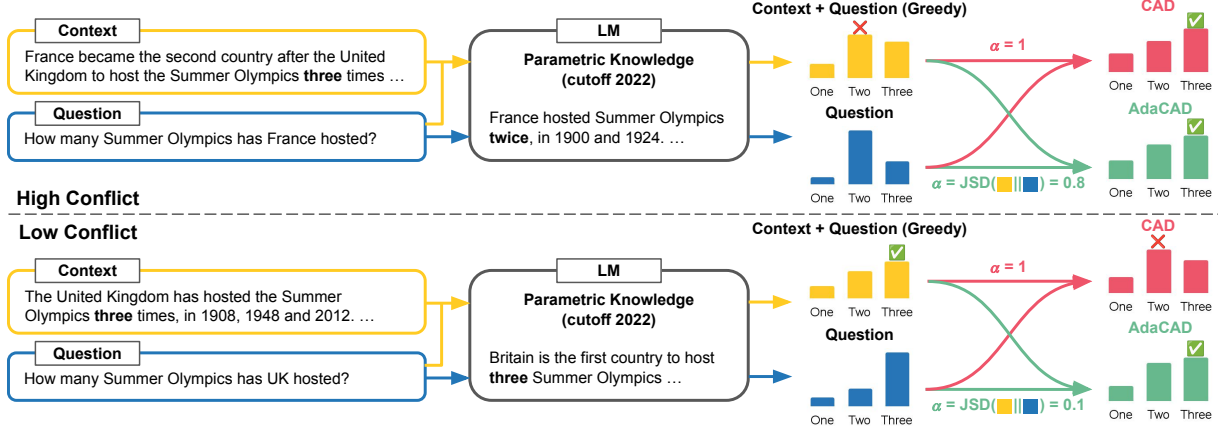 Context
France became the second country after the United
Kingdom to host the Summer Olympics three times …
Question
How many Summer Olympics has France hosted?
LM
Parametric Knowledge
(cutoff 2022)
France hosted Summer Olympics
twice, in 1900 and 1924. …
Context + Question (Greedy)
One Two Three
Question
One Two Three
α = 1
α = JSD(||) = 0.8
CAD
One Two Three
AdaCAD
One Two Three
High Conflict
Low Conflict
Context
The United Kingdom has hosted the Summer
Olympics three times, in 1908, 1948 and 2012. …
Question
How many Summer Olympics has UK hosted?
LM
Parametric Knowledge
(cutoff 2022)
Britain is the first country to host
three Summer Olympics …
Context + Question (Greedy)
One Two Three
Question
One Two Three
α = 1
α = JSD(||) = 0.1
CAD
One Two Three
AdaCAD
One Two Three